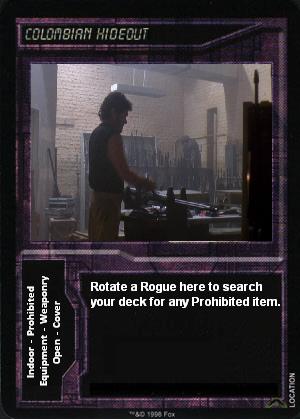 COLOMBIAN HIDEOUT
Rotate a Rogue here to search
your deck for any Prohibited item.
Indoor - Prohibited
Equipment - Weaponry
Open - Cover
™&© 1996 Fox
LOCATION